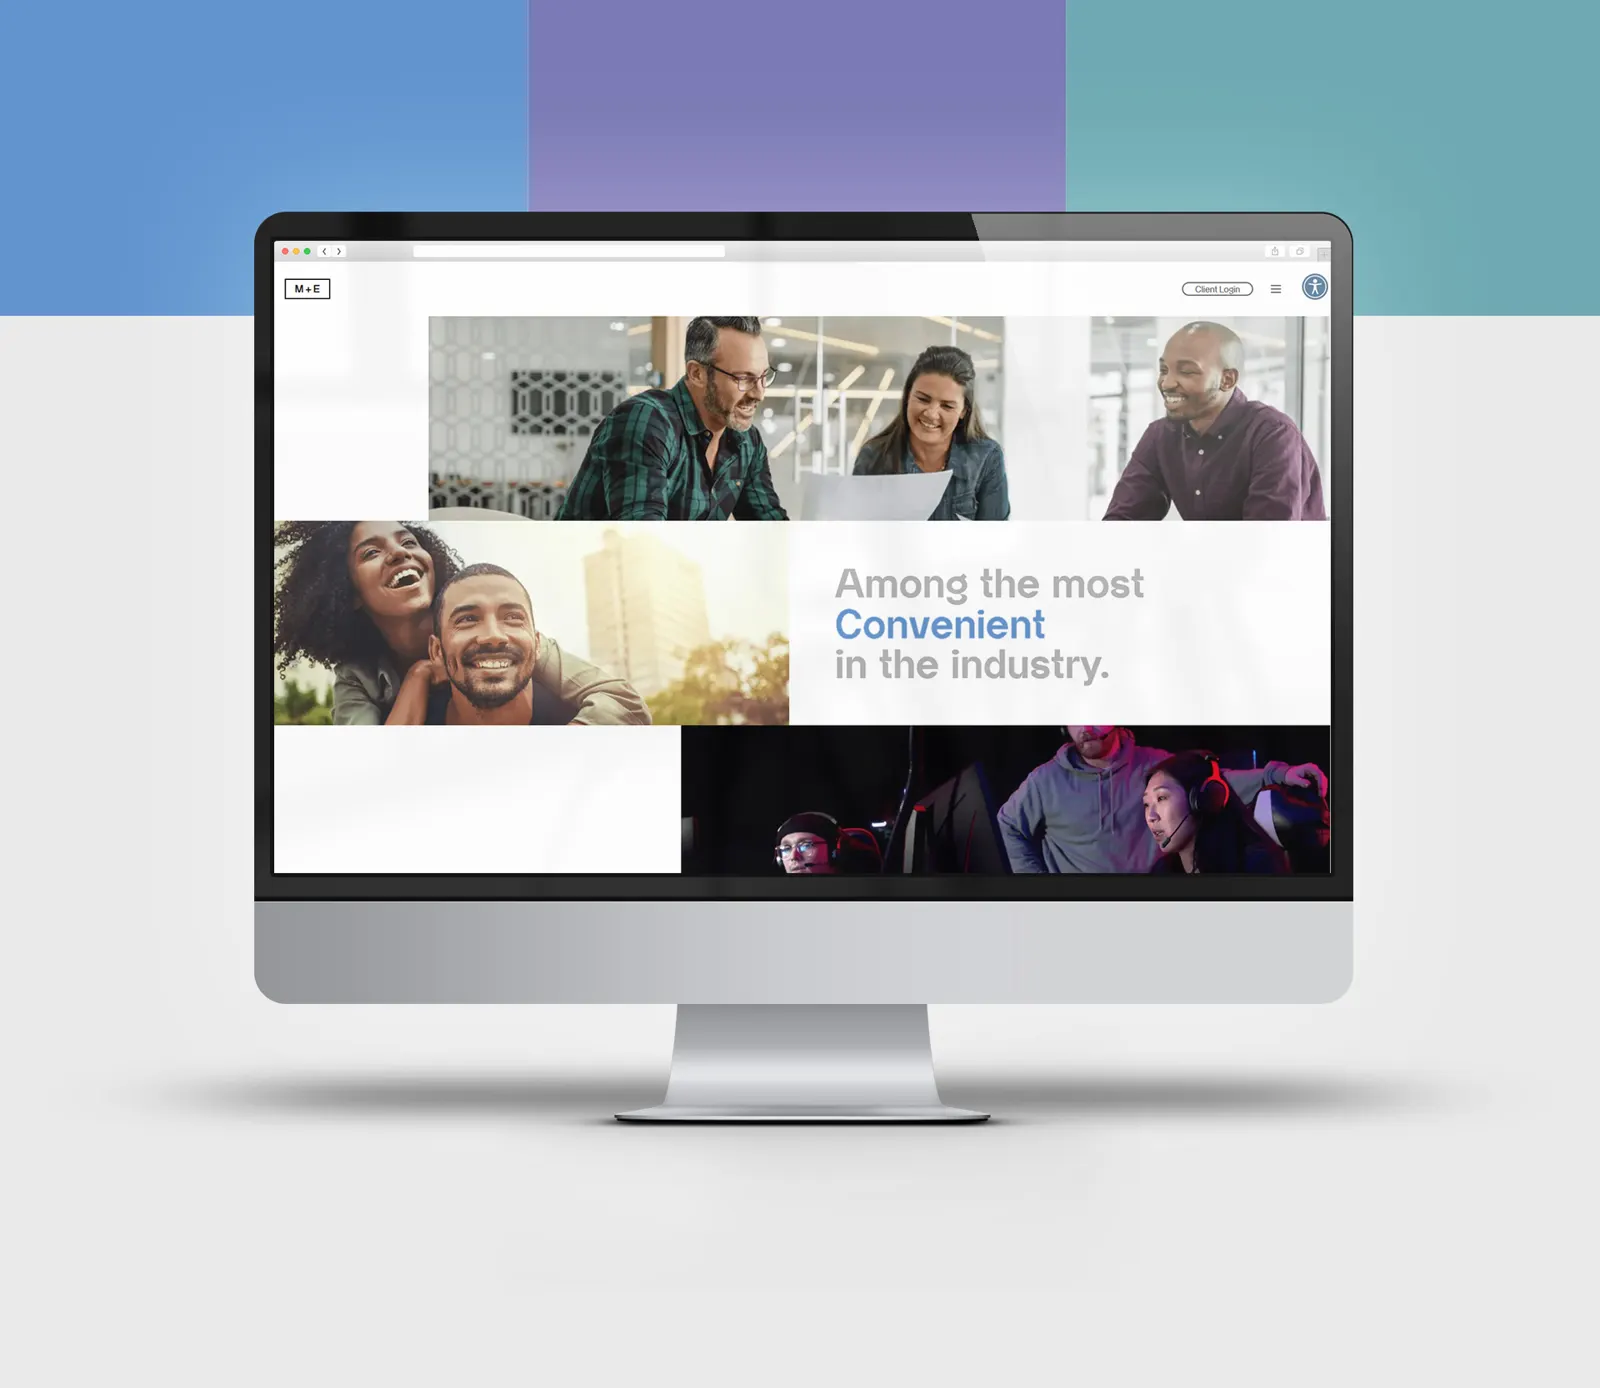 M+E
Client Login
Among the most
Convenient
in the industry.